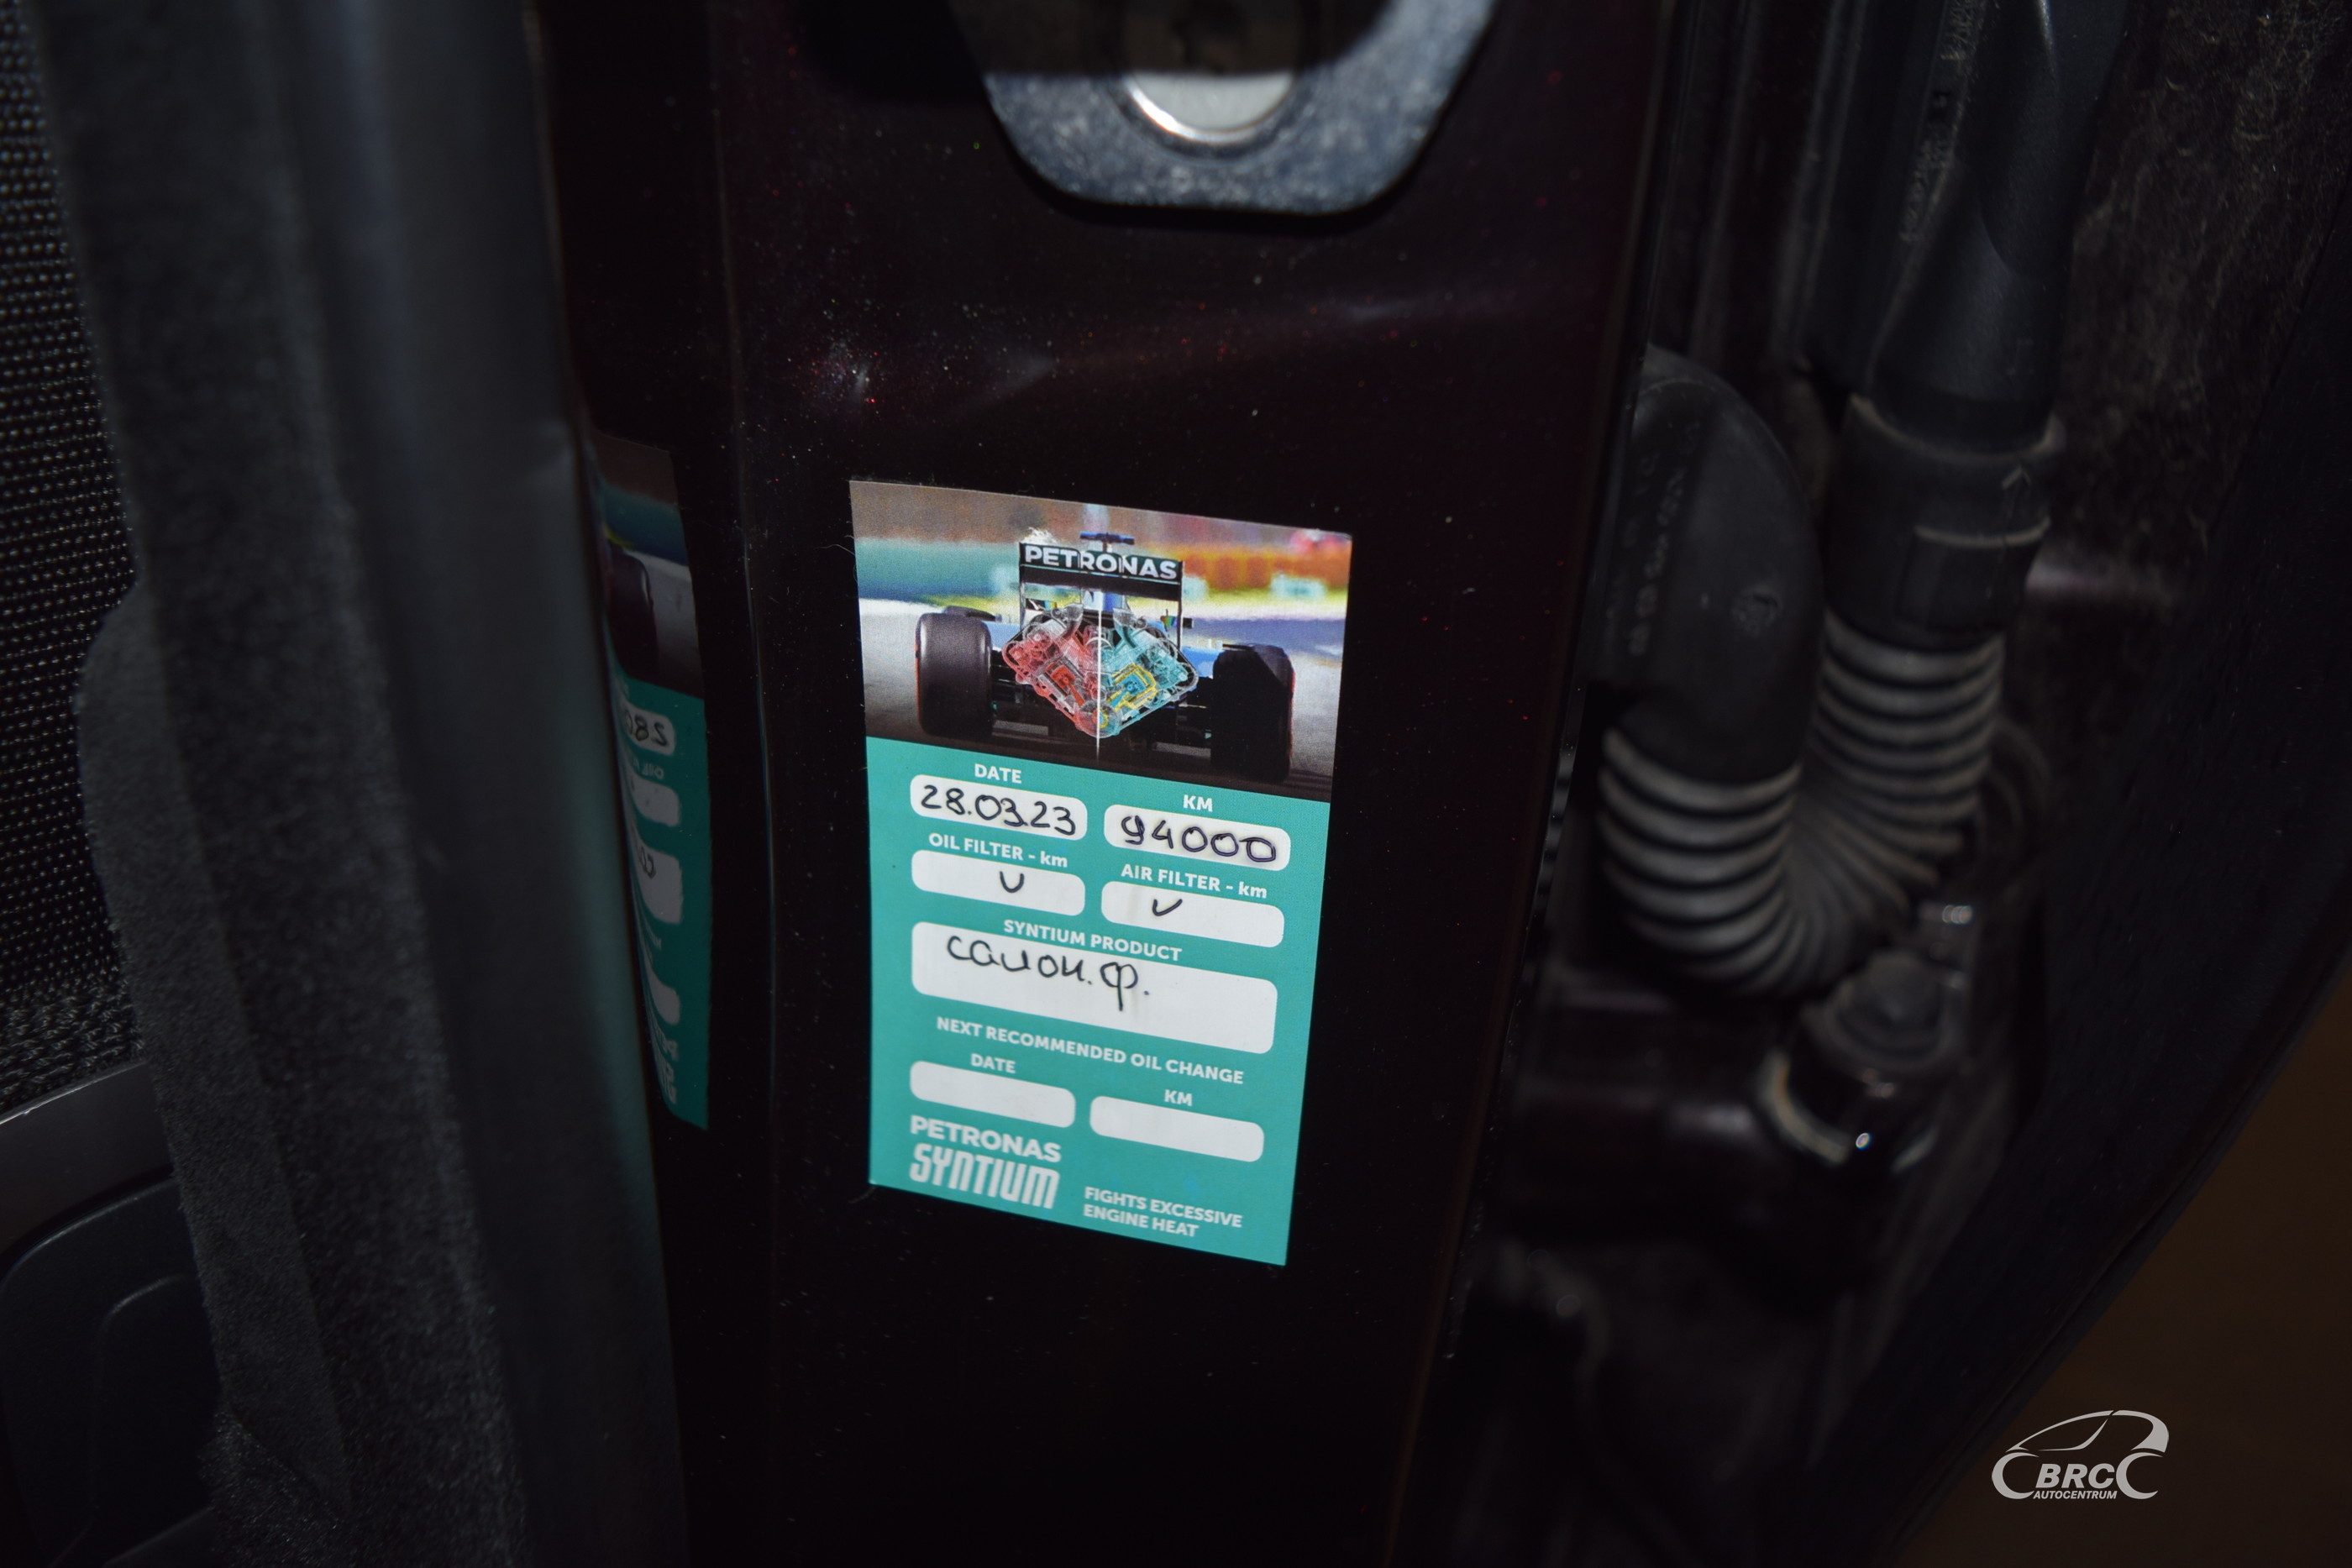 PETRONAS
DATE KM
28.03.23 94000
OIL FILTER - km AIR FILTER - km
SYNTIUM PRODUCT
салон.ф.
NEXT RECOMMENDED OIL CHANGE
DATE KM
PETRONAS
SYNTIUM
FIGHTS EXCESSIVE
ENGINE HEAT
BRC
AUTOCENTRUM